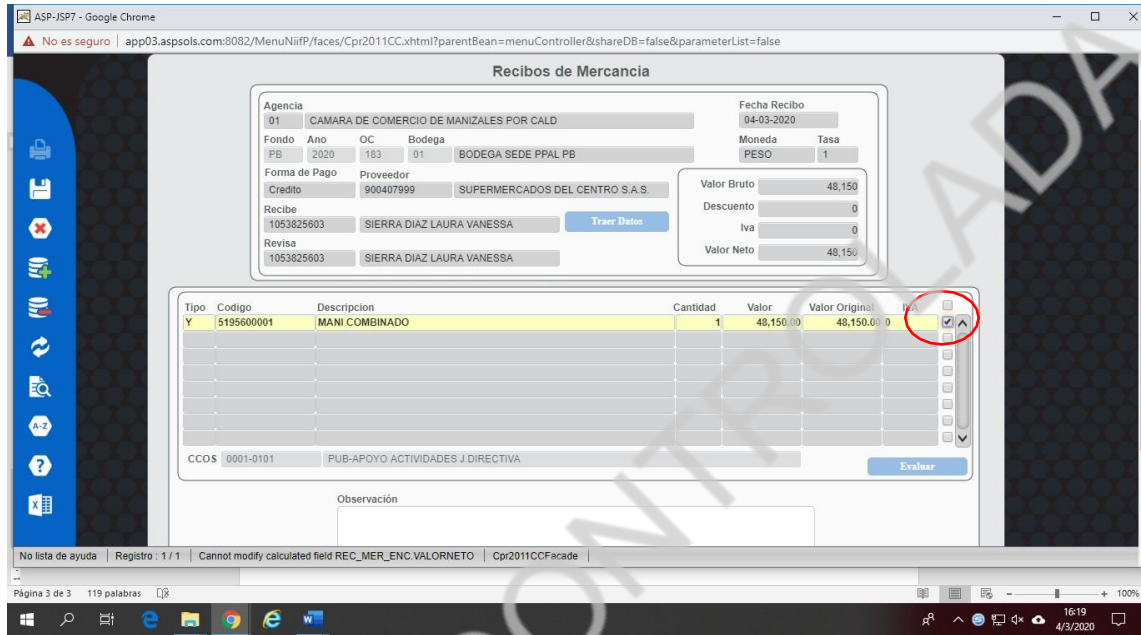 ASP-JSP7 - Google Chrome
No es seguro | app03.aspsols.com:8082/MenuNiifP/faces/Cpr2011CC.xhtml?parentBean=menuController&shareDB=false&parameterList=false
Recibos de Mercancia
Agencia Fecha Recibo
01 CAMARA DE COMERCIO DE MANIZALES POR CALD 04-03-2020
Fondo Ano OC Bodega Moneda Tasa
PB 2020 183 01 BODEGA SEDE PPAL PB PESO 1
Forma de Pago Proveedor
Credito 900407999 SUPERMERCADOS DEL CENTRO S.A.S. Valor Bruto 48,150
Recibe Descuento 0
1053825603 SIERRA DIAZ LAURA VANESSA Traer Datos Iva 0
Revisa
1053825603 SIERRA DIAZ LAURA VANESSA Valor Neto 48,150
Tipo Codigo Descripcion Cantidad Valor Valor Original IVA
Y 5195600001 MANI COMBINADO 1 48,150.00 48,150.00 0
CCOS 0001-0101 PUB-APOYO ACTIVIDADES J.DIRECTIVA Evaluar
Observación
A-Z
?
X
No lista de ayuda | Registro : 1 / 1 | Cannot modify calculated field REC_MER_ENC.VALORNETO | Cpr2011CCFacade
Página 3 de 3 119 palabras 100%
16:19
4/3/2020
CONTROLADA